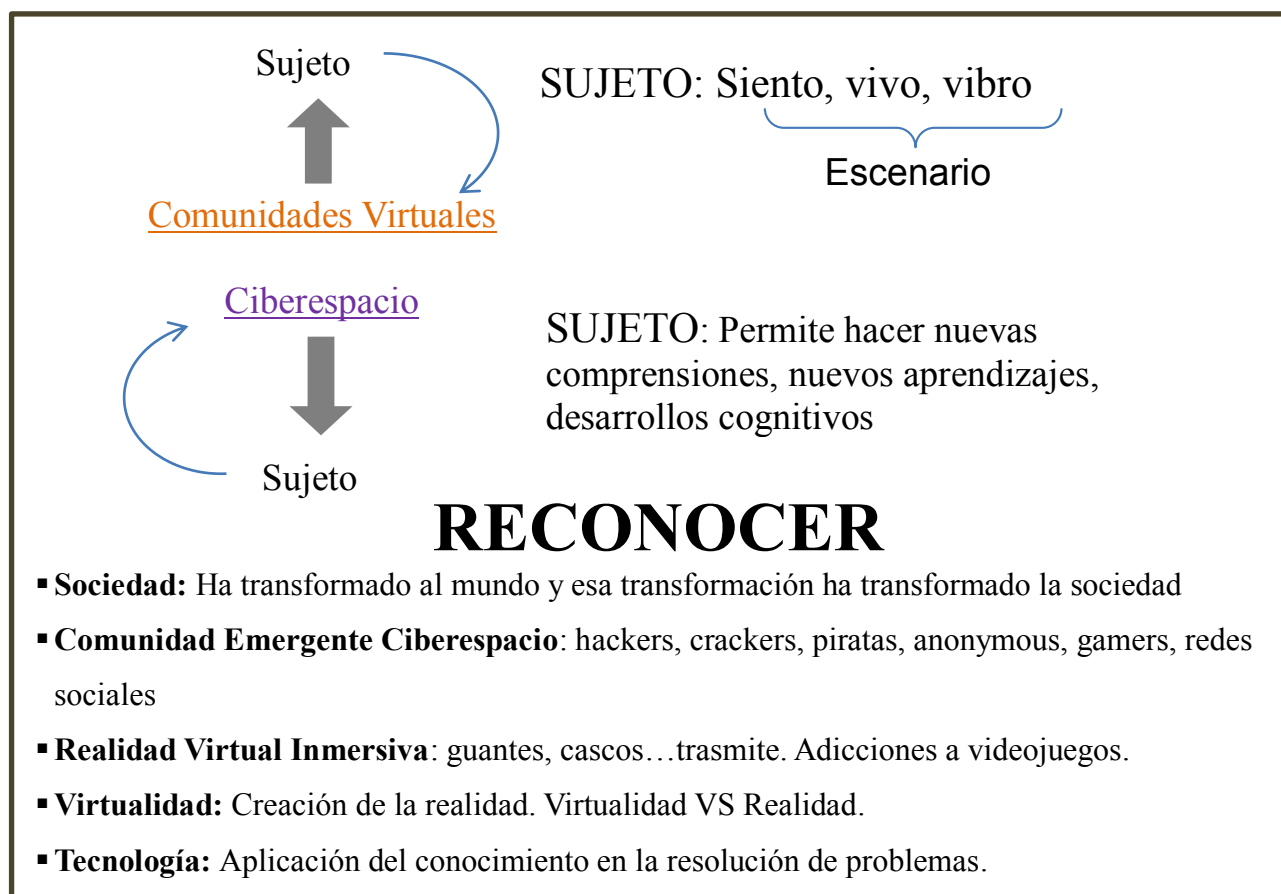 Sujeto
SUJETO: Siento, vivo, vibro
Escenario
Comunidades Virtuales
Ciberespacio
SUJETO: Permite hacer nuevas
comprensiones, nuevos aprendizajes,
desarrollos cognitivos
Sujeto
RECONOCER
▪ Sociedad: Ha transformado al mundo y esa transformación ha transformado la sociedad
▪ Comunidad Emergente Ciberespacio: hackers, crackers, piratas, anonymous, gamers, redes
sociales
▪ Realidad Virtual Inmersiva: guantes, cascos…trasmite. Adicciones a videojuegos.
▪ Virtualidad: Creación de la realidad. Virtualidad VS Realidad.
▪ Tecnología: Aplicación del conocimiento en la resolución de problemas.